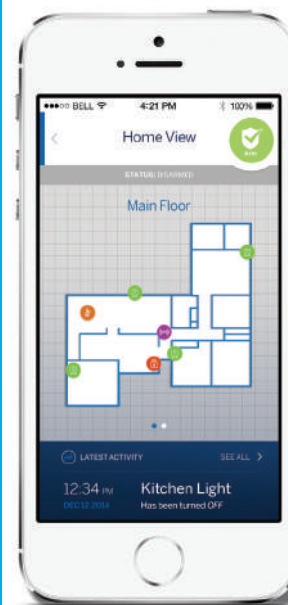 BELL 4:21 PM 100%
Home View
ARM
STATUS: DISARMED
Main Floor
LATEST ACTIVITY SEE ALL
12:34 PM Kitchen Light
DEC 12 2014 Has been turned OFF